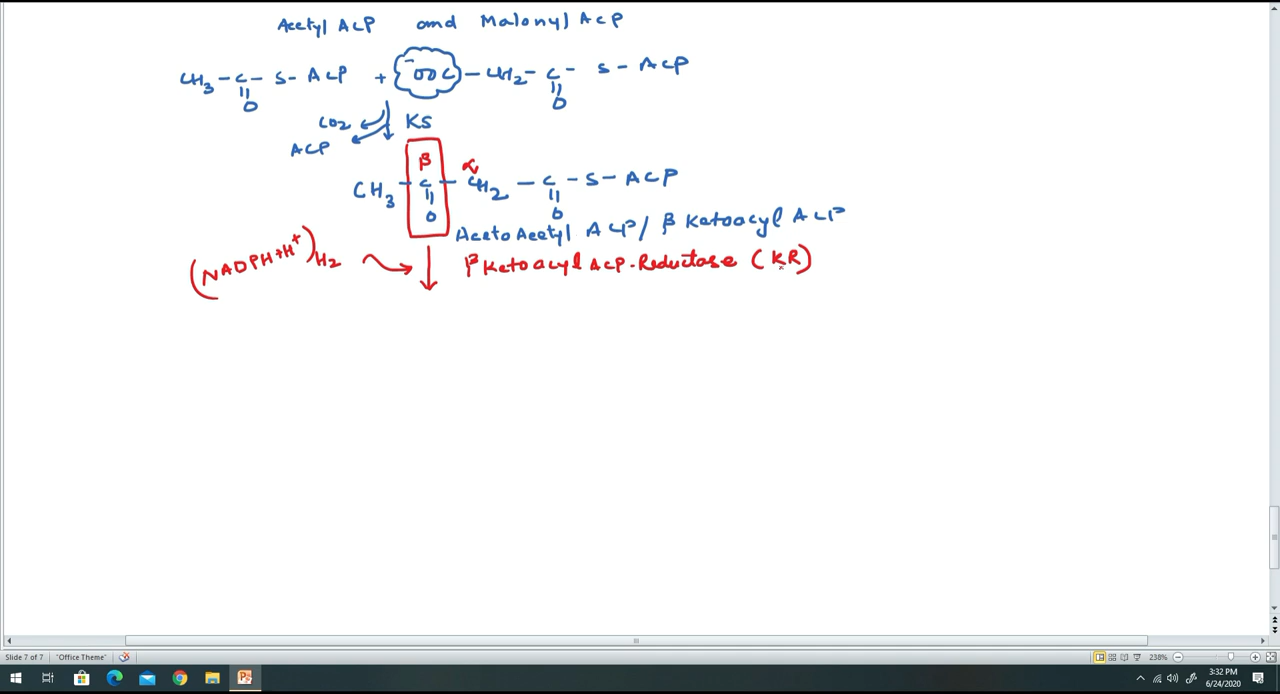 Acetyl ACP and Malonyl ACP
CH3 - C - S - ACP + -OOC - CH2 - C - S - ACP
|| O || O
CO2 KS
ACP
β α
CH3 - C - CH2 - C - S - ACP
|| O || O
AcetoAcetyl ACP / β Ketoacyl ACP
(NADPH+H+) H2 β Ketoacyl ACP-Reductase (KR)
Slide 7 of 7 "Office Theme" 238%
3:32 PM
6/24/2020